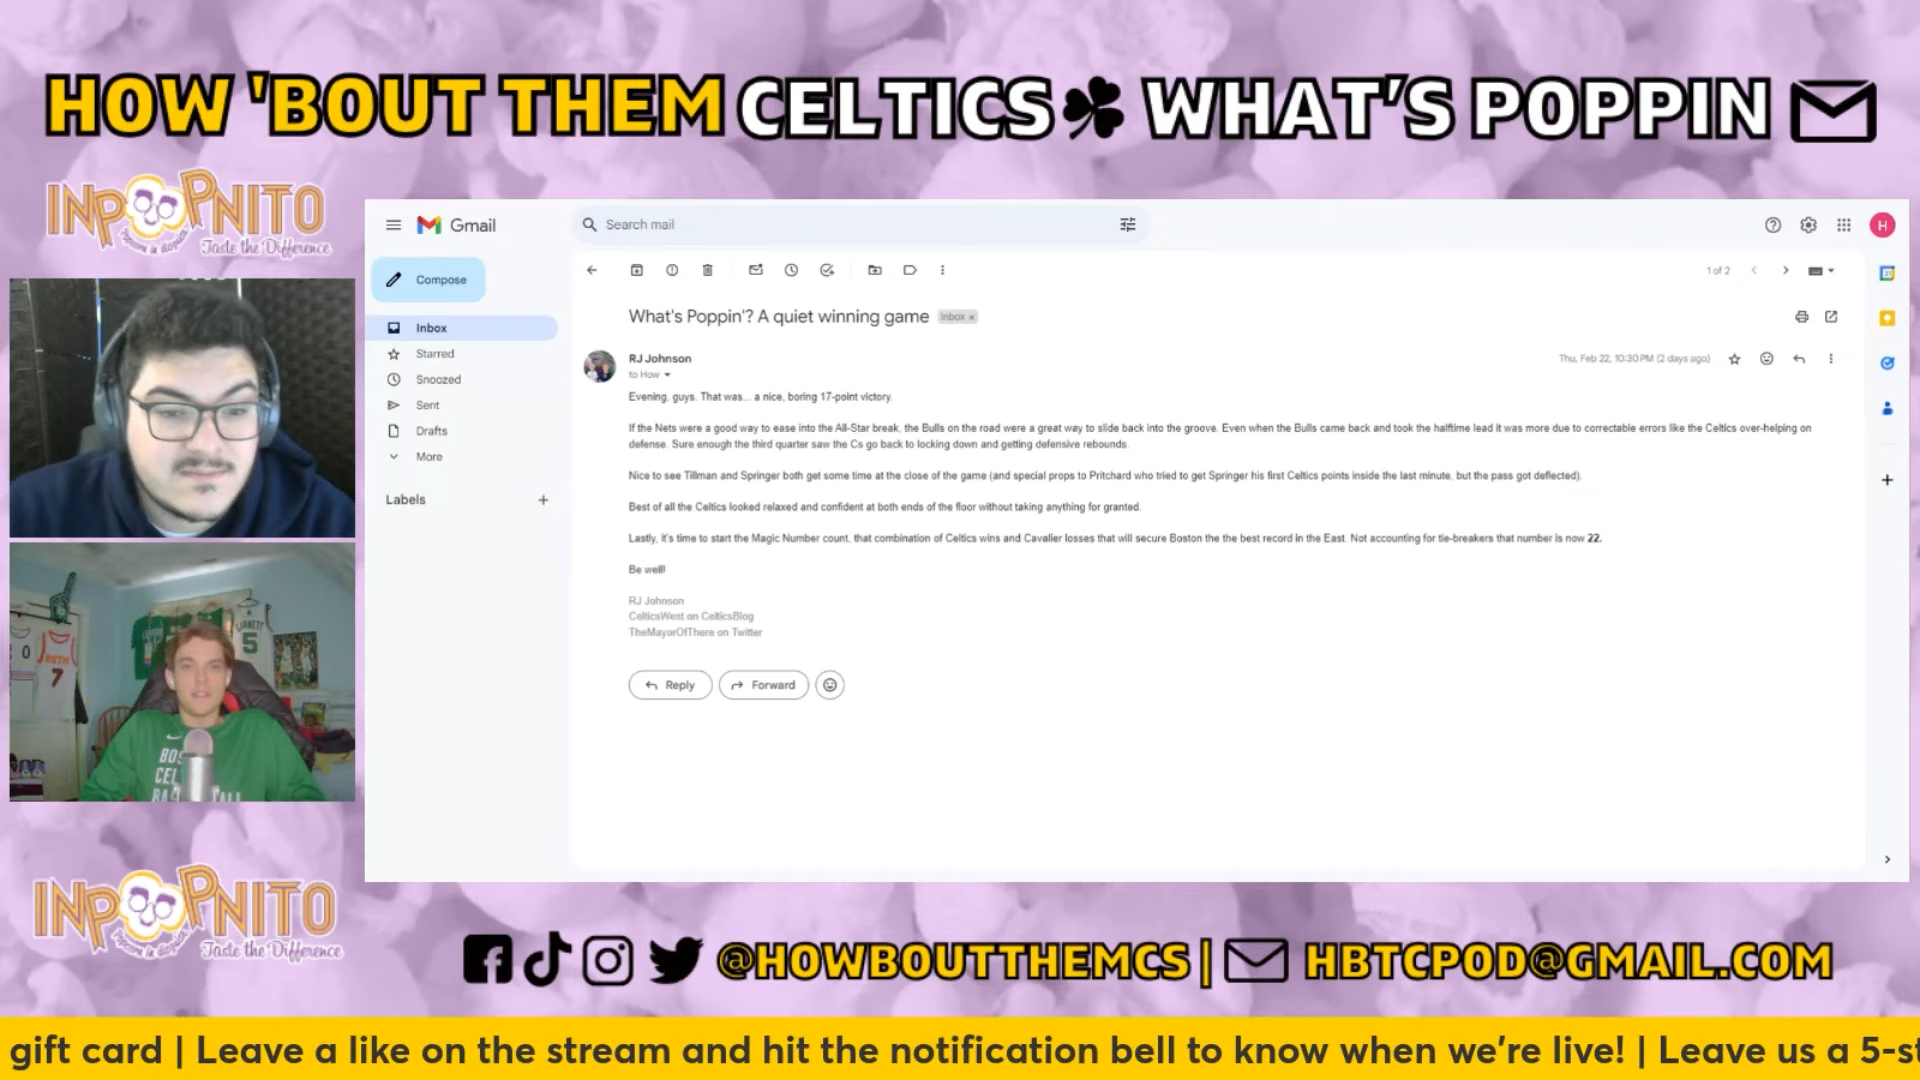 HOW 'BOUT THEM CELTICS WHAT'S POPPIN
INPOPNITO
Taste the Difference
Gmail
Search mail
H
Compose
1 of 2
Inbox
Starred
Snoozed
Sent
Drafts
More
Labels
What's Poppin'? A quiet winning game Inbox x
RJ Johnson
Thu, Feb 22, 10:30 PM (2 days ago)
to How
Evening, guys. That was... a nice, boring 17-point victory.
If the Nets were a good way to ease into the All-Star break, the Bulls on the road were a great way to slide back into the groove. Even when the Bulls came back and took the halftime lead it was more due to correctable errors like the Celtics over-helping on
defense. Sure enough the third quarter saw the Cs go back to locking down and getting defensive rebounds.
Nice to see Tillman and Springer both get some time at the close of the game (and special props to Pritchard who tried to get Springer his first Celtics points inside the last minute, but the pass got deflected).
Best of all the Celtics looked relaxed and confident at both ends of the floor without taking anything for granted.
Lastly, it's time to start the Magic Number count, that combination of Celtics wins and Cavalier losses that will secure Boston the the best record in the East. Not accounting for tie-breakers that number is now 22.
Be well!
RJ Johnson
CelticsWest on CelticsBlog
TheMayorOfThere on Twitter
Reply
Forward
0
7
5
BOS
CEL
INPOPNITO
Taste the Difference
@HOWBOUTTHEMCS | HBTCPOD@GMAIL.COM
gift card | Leave a like on the stream and hit the notification bell to know when we're live! | Leave us a 5-st